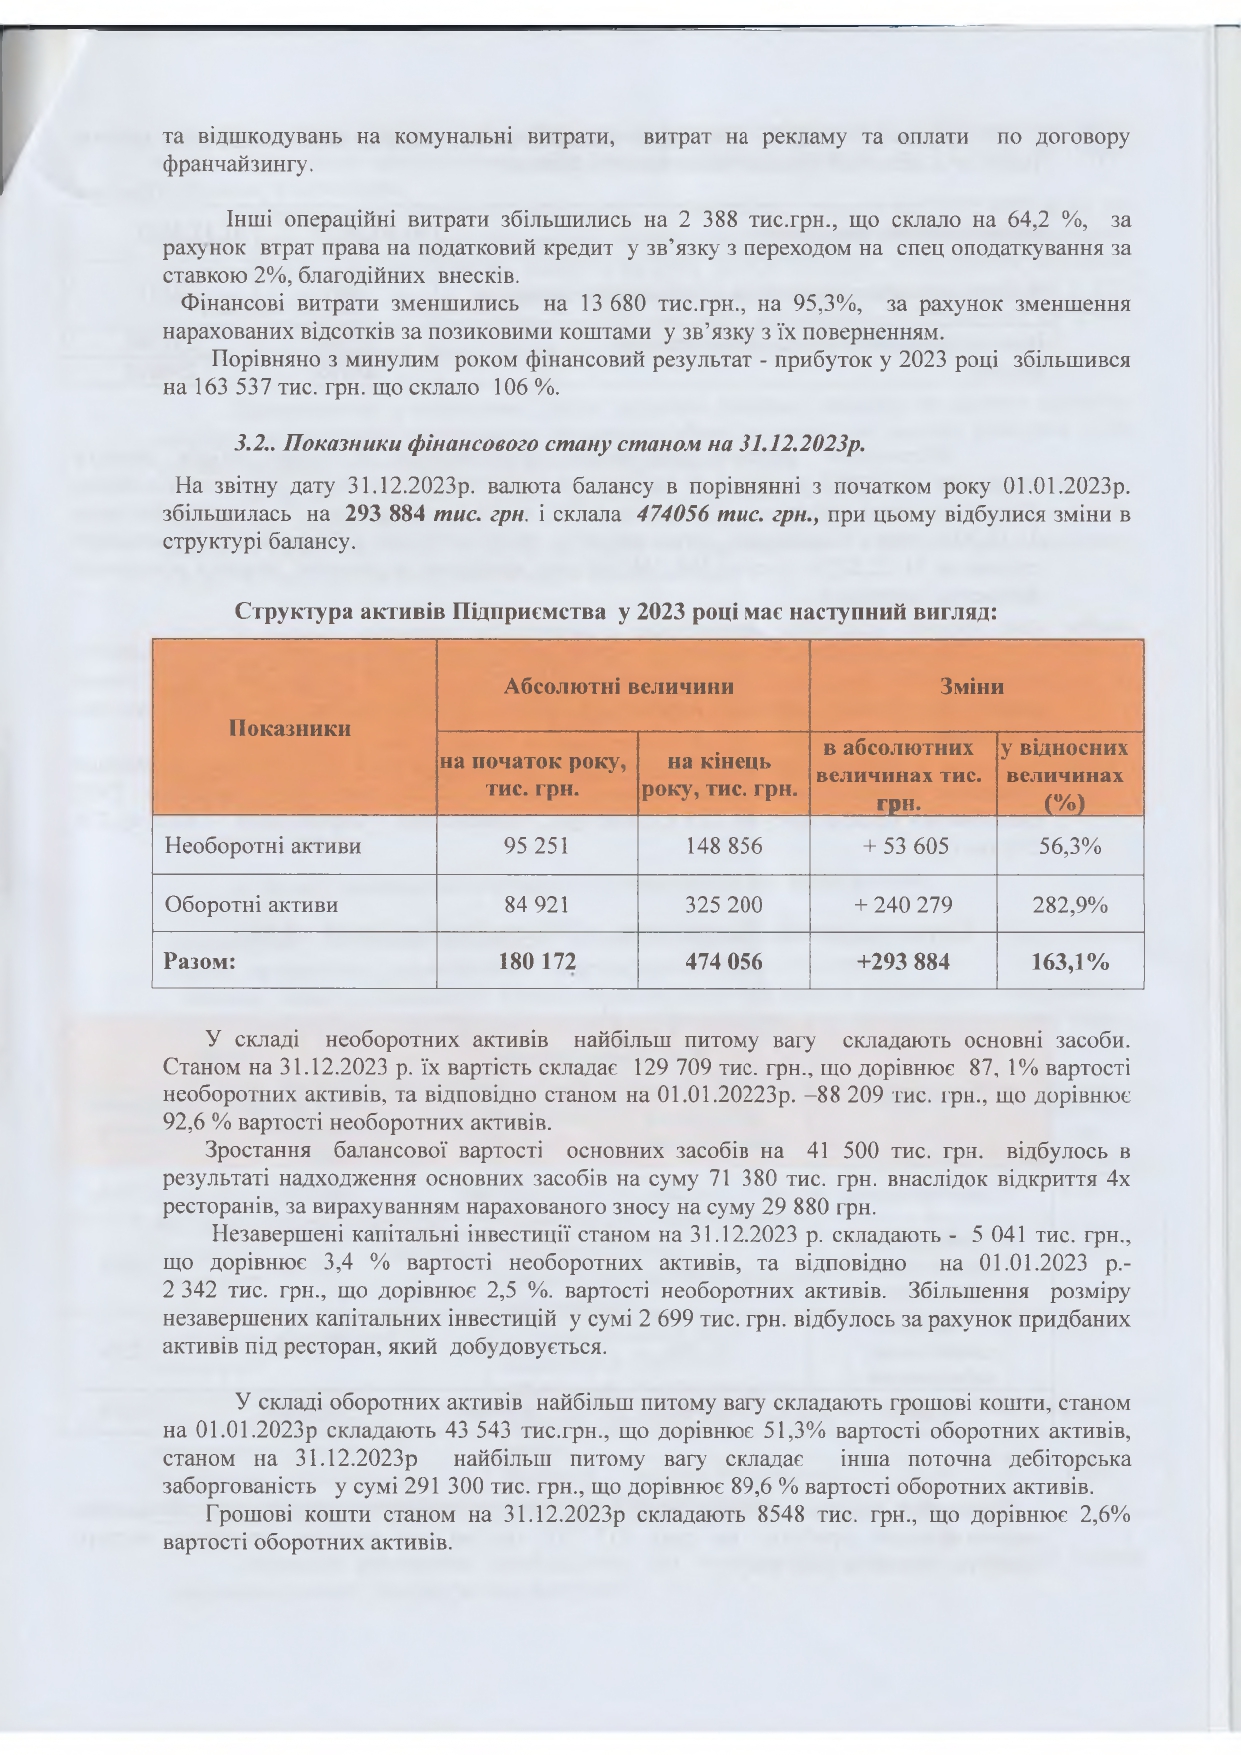 та відшкодувань на комунальні витрати, витрат на рекламу та оплати по договору
франчайзингу.
Інші операційні витрати збільшились на 2 388 тис.грн., що склало на 64,2 %, за
рахунок втрат права на податковий кредит у зв’язку з переходом на спец оподаткування за
ставкою 2%, благодійних внесків.
Фінансові витрати зменшились на 13 680 тис.грн., на 95,3%, за рахунок зменшення
нарахованих відсотків за позиковими коштами у зв’язку з їх поверненням.
Порівняно з минулим роком фінансовий результат - прибуток у 2023 році збільшився
на 163 537 тис. грн. що склало 106 %.
3.2.. Показники фінансового стану станом на 31.12.2023р.
На звітну дату 31.12.2023р. валюта балансу в порівнянні з початком року 01.01.2023р.
збільшилась на 293 884 тис. грн. і склала 474056 тис. грн., при цьому відбулися зміни в
структурі балансу.
Структура активів Підприємства у 2023 році має наступний вигляд:
Показники
Абсолютні величини
Зміни
на початок року,
тис. грн.
на кінець
року, тис. грн.
в абсолютних
величинах тис.
грн.
у відносних
величинах
(%)
Необоротні активи 95 251 148 856 + 53 605 56,3%
Оборотні активи 84 921 325 200 + 240 279 282,9%
Разом: 180 172 474 056 +293 884 163,1%
У складі необоротних активів найбільш питому вагу складають основні засоби.
Станом на 31.12.2023 р. їх вартість складає 129 709 тис. грн., що дорівнює 87, 1% вартості
необоротних активів, та відповідно станом на 01.01.20223р. –88 209 тис. грн., що дорівнює
92,6 % вартості необоротних активів.
Зростання балансової вартості основних засобів на 41 500 тис. грн. відбулось в
результаті надходження основних засобів на суму 71 380 тис. грн. внаслідок відкриття 4х
ресторанів, за вирахуванням нарахованого зносу на суму 29 880 грн.
Незавершені капітальні інвестиції станом на 31.12.2023 р. складають - 5 041 тис. грн.,
що дорівнює 3,4 % вартості необоротних активів, та відповідно на 01.01.2023 р.-
2 342 тис. грн., що дорівнює 2,5 %. вартості необоротних активів. Збільшення розміру
незавершених капітальних інвестицій у сумі 2 699 тис. грн. відбулось за рахунок придбаних
активів під ресторан, який добудовується.
У складі оборотних активів найбільш питому вагу складають грошові кошти, станом
на 01.01.2023р складають 43 543 тис.грн., що дорівнює 51,3% вартості оборотних активів,
станом на 31.12.2023р найбільш питому вагу складає інша поточна дебіторська
заборгованість у сумі 291 300 тис. грн., що дорівнює 89,6 % вартості оборотних активів.
Грошові кошти станом на 31.12.2023р складають 8548 тис. грн., що дорівнює 2,6%
вартості оборотних активів.